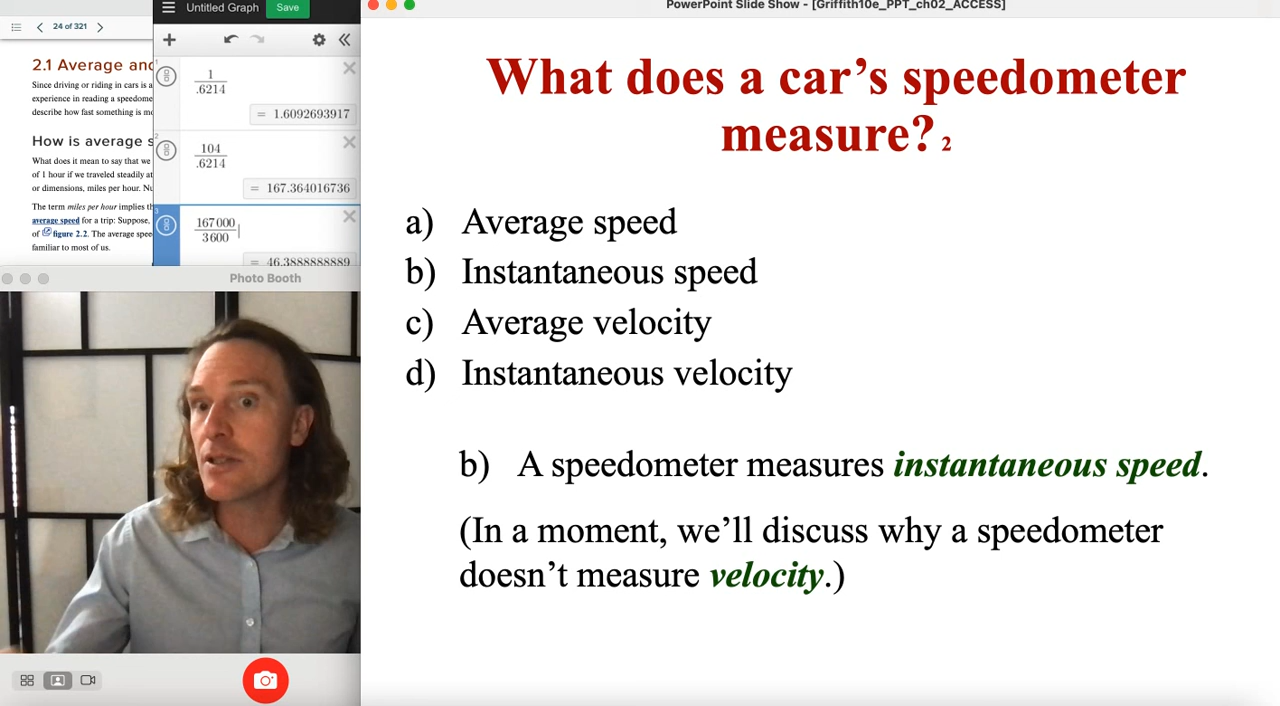 24 of 321
2.1 Average and
Since driving or riding in cars is a
experience in reading a speedome
describe how fast something is mo
How is average s
What does it mean to say that we
of 1 hour if we traveled steadily at
or dimensions, miles per hour. Nu
The term miles per hour implies th
average speed for a trip: Suppose,
of figure 2.2. The average spee
familiar to most of us.
Untitled Graph Save
1
1
.6214
= 1.6092693917
2
104
.6214
= 167.364016736
3
167000
3600
= 46.3888888889
Photo Booth
PowerPoint Slide Show - [Griffith10e_PPT_ch02_ACCESS]
What does a car’s speedometer
measure? 2
a) Average speed
b) Instantaneous speed
c) Average velocity
d) Instantaneous velocity
b) A speedometer measures instantaneous speed.
(In a moment, we’ll discuss why a speedometer
doesn’t measure velocity.)